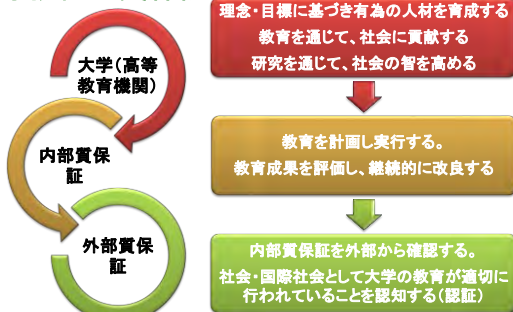 大学(高等
教育機関)
理念・目標に基づき有為の人材を育成する
教育を通じて、社会に貢献する
研究を通じて、社会の智を高める
内部質保
証
教育を計画し実行する。
教育成果を評価し、継続的に改良する
外部質保
証
内部質保証を外部から確認する。
社会・国際社会として大学の教育が適切に
行われていることを認知する(認証)